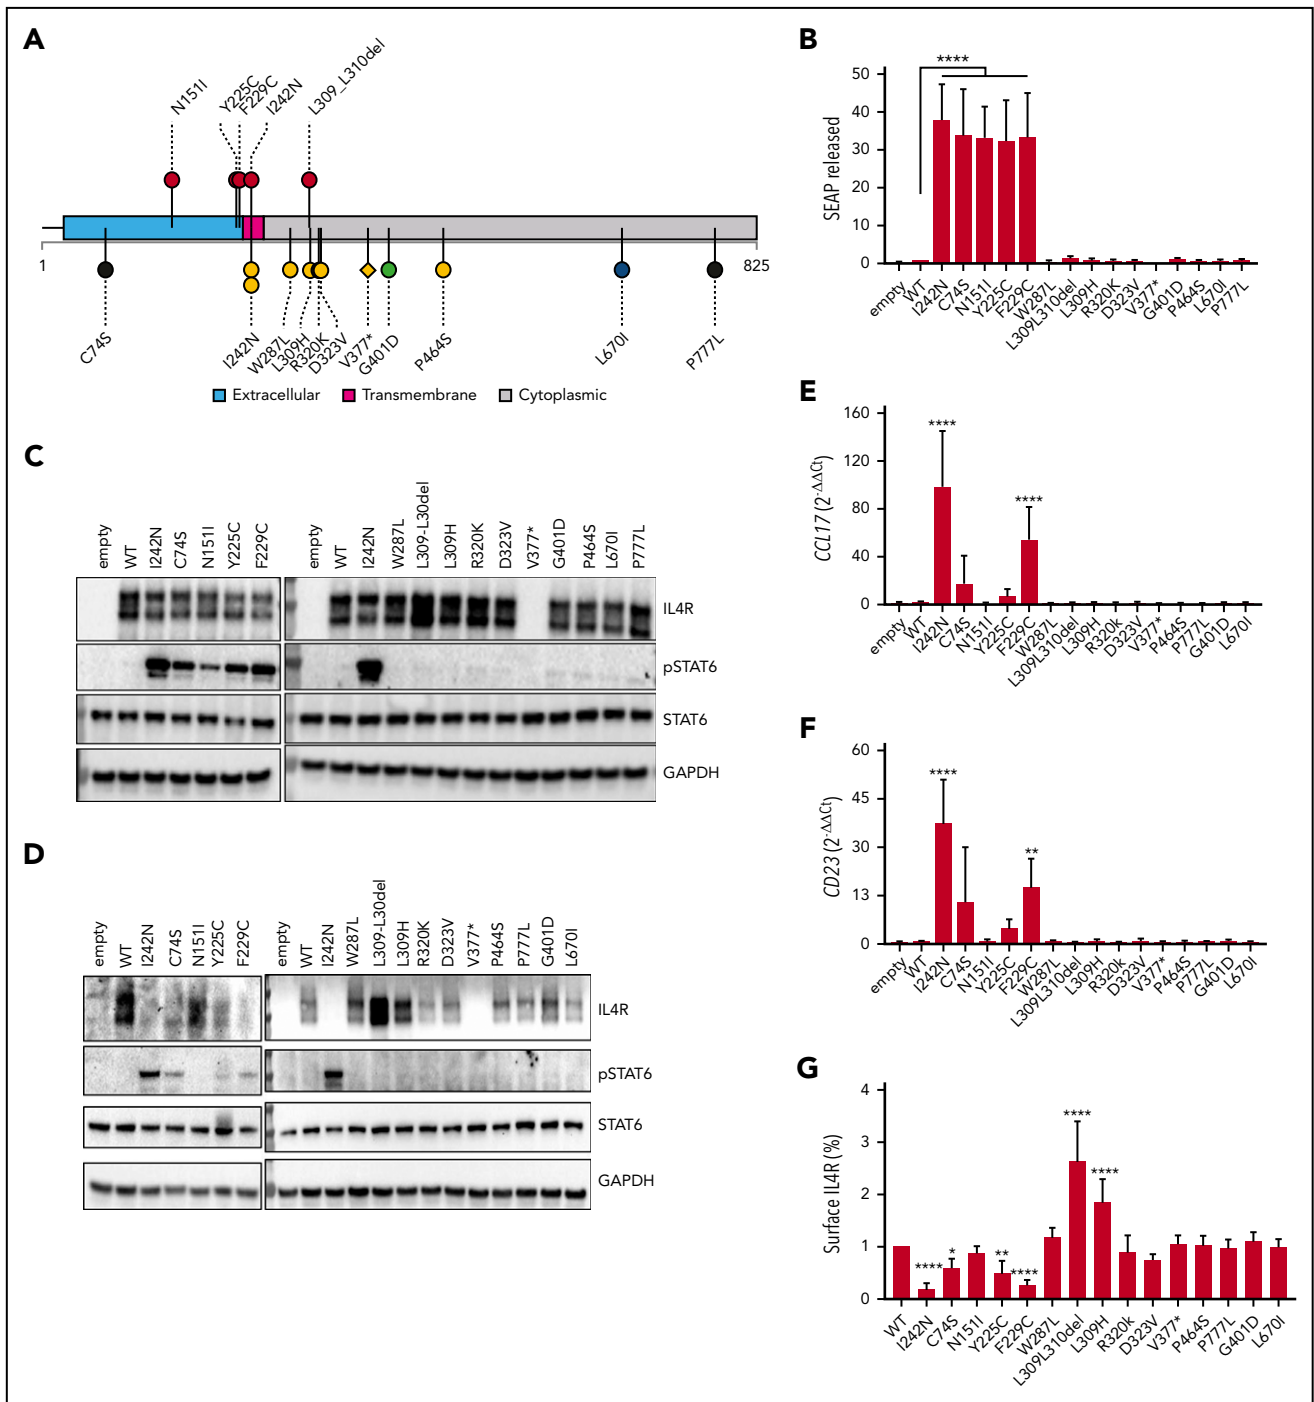 A
N151I
Y225C
F229C
I242N
L309_L310del
1
825
C74S
I242N
W287L
L309H
R320K
D323V
V377*
G401D
P464S
L670I
P777L
Extracellular
Transmembrane
Cytoplasmic
B
SEAP released
50
40
30
20
10
0
****
empty
WT
I242N
C74S
N151I
Y225C
F229C
W287L
L309L310del
L309H
R320K
D323V
V377*
G401D
P464S
L670I
P777L
C
empty
WT
I242N
C74S
N151I
Y225C
F229C
empty
WT
I242N
W287L
L309-L30del
L309H
R320K
D323V
V377*
G401D
P464S
L670I
P777L
IL4R
pSTAT6
STAT6
GAPDH
D
empty
WT
I242N
C74S
N151I
Y225C
F229C
empty
WT
I242N
W287L
L309-L30del
L309H
R320K
D323V
V377*
P464S
P777L
G401D
L670I
IL4R
pSTAT6
STAT6
GAPDH
E
CCL17 (2-ΔΔCt)
160
120
80
40
0
****
****
empty
WT
I242N
C74S
N151I
Y225C
F229C
W287L
L309L310del
L309H
R320k
D323V
V377*
P464S
P777L
G401D
L670I
F
CD23 (2-ΔΔCt)
60
45
30
13
0
****
**
empty
WT
I242N
C74S
N151I
Y225C
F229C
W287L
L309L310del
L309H
R320k
D323V
V377*
P464S
P777L
G401D
L670I
G
Surface IL4R (%)
4
3
2
1
0
****
*
**
****
****
****
WT
I242N
C74S
N151I
Y225C
F229C
W287L
L309L310del
L309H
R320k
D323V
V377*
P464S
P777L
G401D
L670I